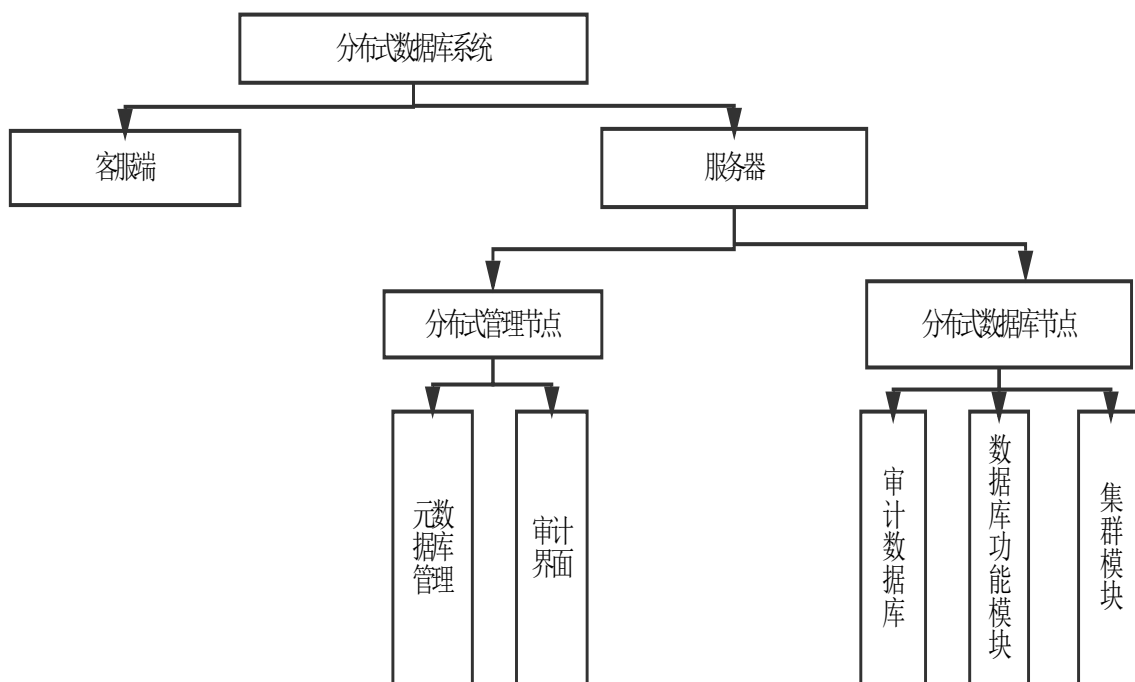 分布式数据库系统
客服端
服务器
分布式管理节点
分布式数据库节点
元数
据库
管理
审计
界面
审计数据库
数据库功能模块
集群模块